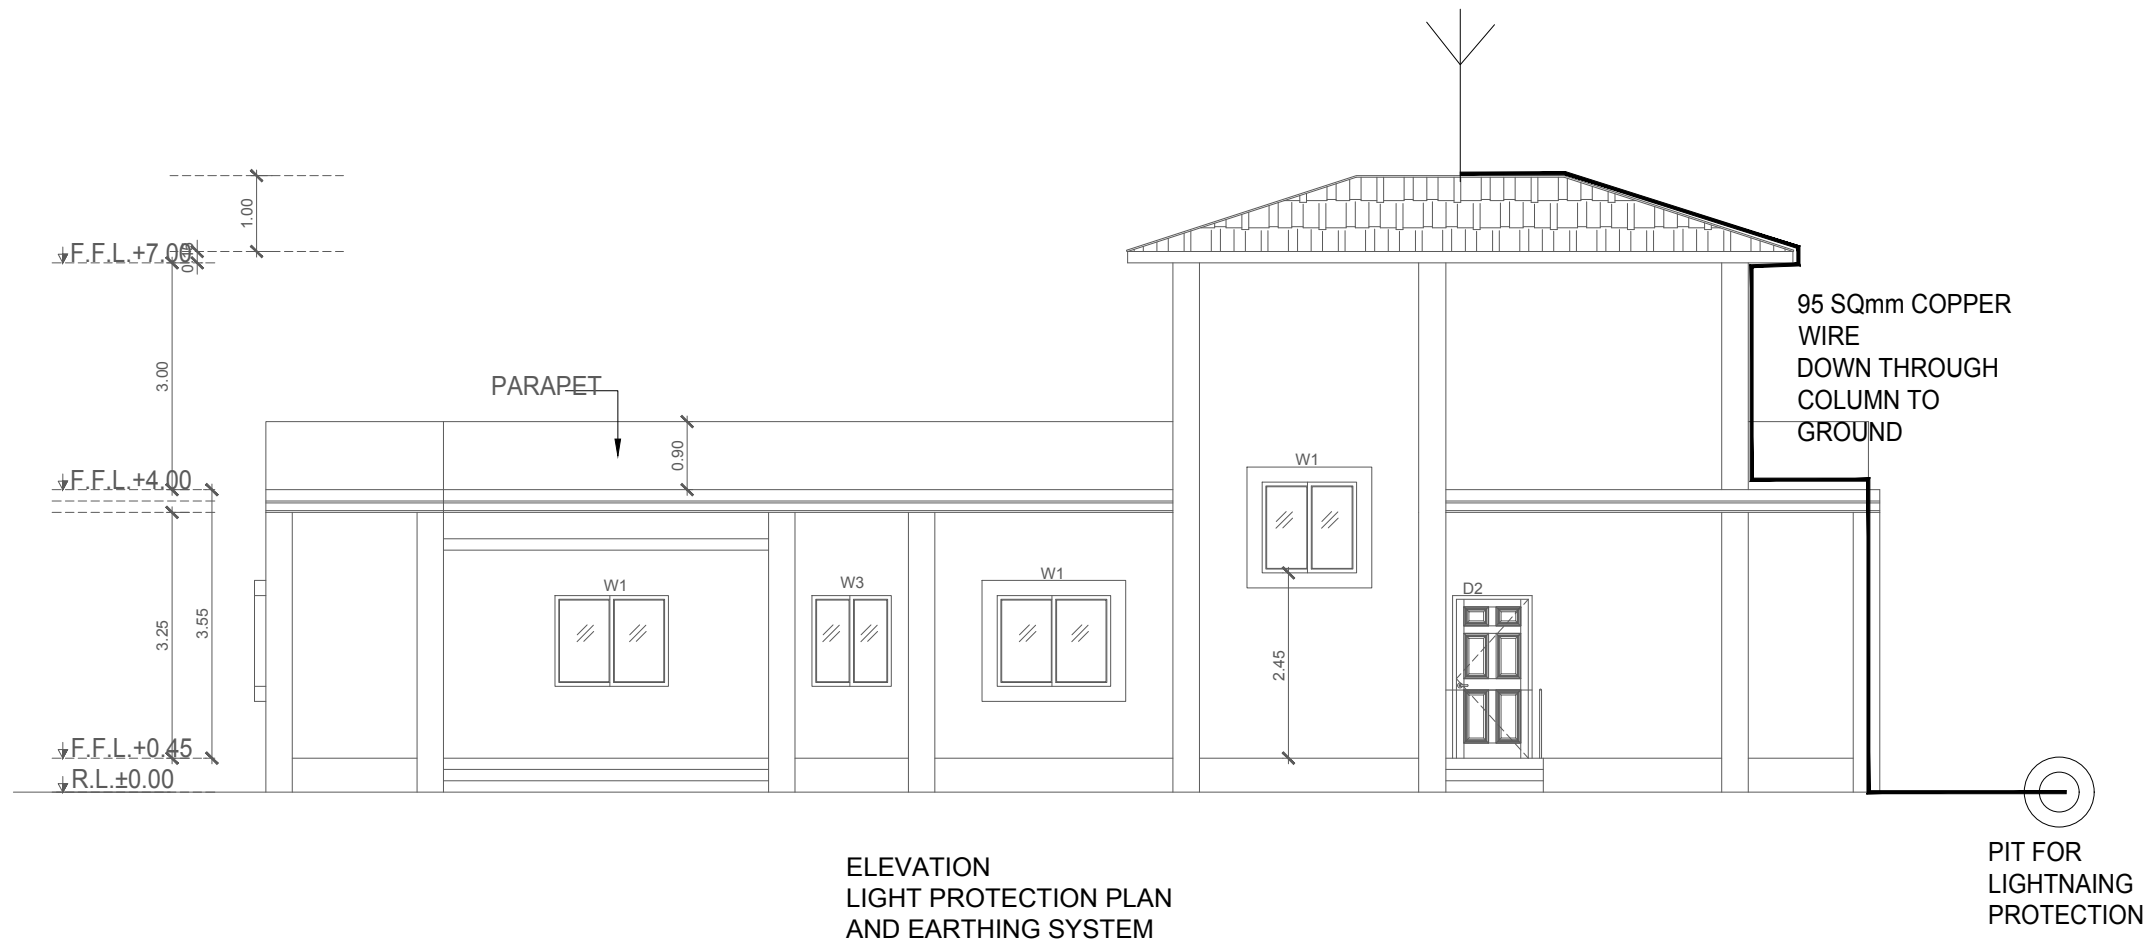 1.00
F.F.L.+7.00
3.00
PARAPET
0.90
F.F.L.+4.00
3.25
3.55
F.F.L.+0.45
R.L.±0.00
W1
W3
W1
W1
2.45
D2
95 SQmm COPPER
WIRE
DOWN THROUGH
COLUMN TO
GROUND
PIT FOR
LIGHTNAING
PROTECTION
ELEVATION
LIGHT PROTECTION PLAN
AND EARTHING SYSTEM